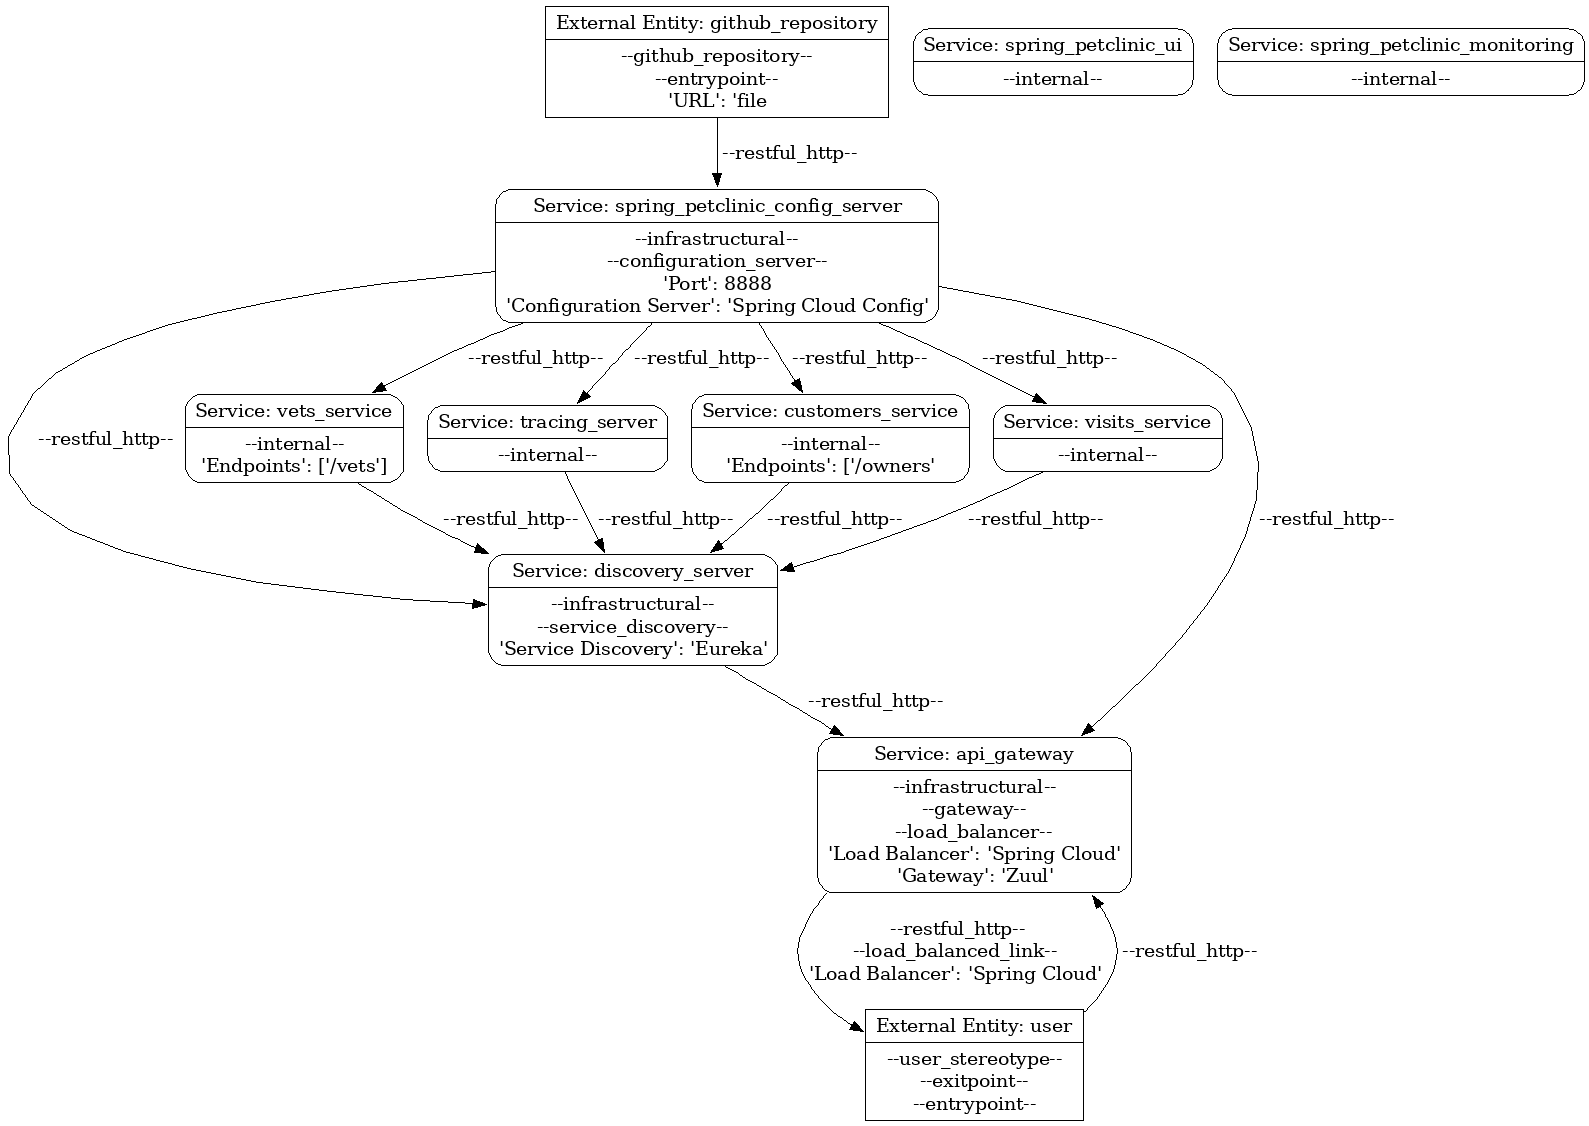 External Entity: github_repository
--github_repository--
--entrypoint--
'URL': 'file
Service: spring_petclinic_ui
--internal--
Service: spring_petclinic_monitoring
--internal--
--restful_http--
Service: spring_petclinic_config_server
--infrastructural--
--configuration_server--
'Port': 8888
'Configuration Server': 'Spring Cloud Config'
--restful_http--
--restful_http--
--restful_http--
--restful_http--
--restful_http--
Service: vets_service
--internal--
'Endpoints': ['/vets']
Service: tracing_server
--internal--
Service: customers_service
--internal--
'Endpoints': ['/owners'
Service: visits_service
--internal--
--restful_http--
--restful_http--
--restful_http--
--restful_http--
--restful_http--
Service: discovery_server
--infrastructural--
--service_discovery--
'Service Discovery': 'Eureka'
--restful_http--
Service: api_gateway
--infrastructural--
--gateway--
--load_balancer--
'Load Balancer': 'Spring Cloud'
'Gateway': 'Zuul'
--restful_http--
--load_balanced_link--
'Load Balancer': 'Spring Cloud'
--restful_http--
External Entity: user
--user_stereotype--
--exitpoint--
--entrypoint--